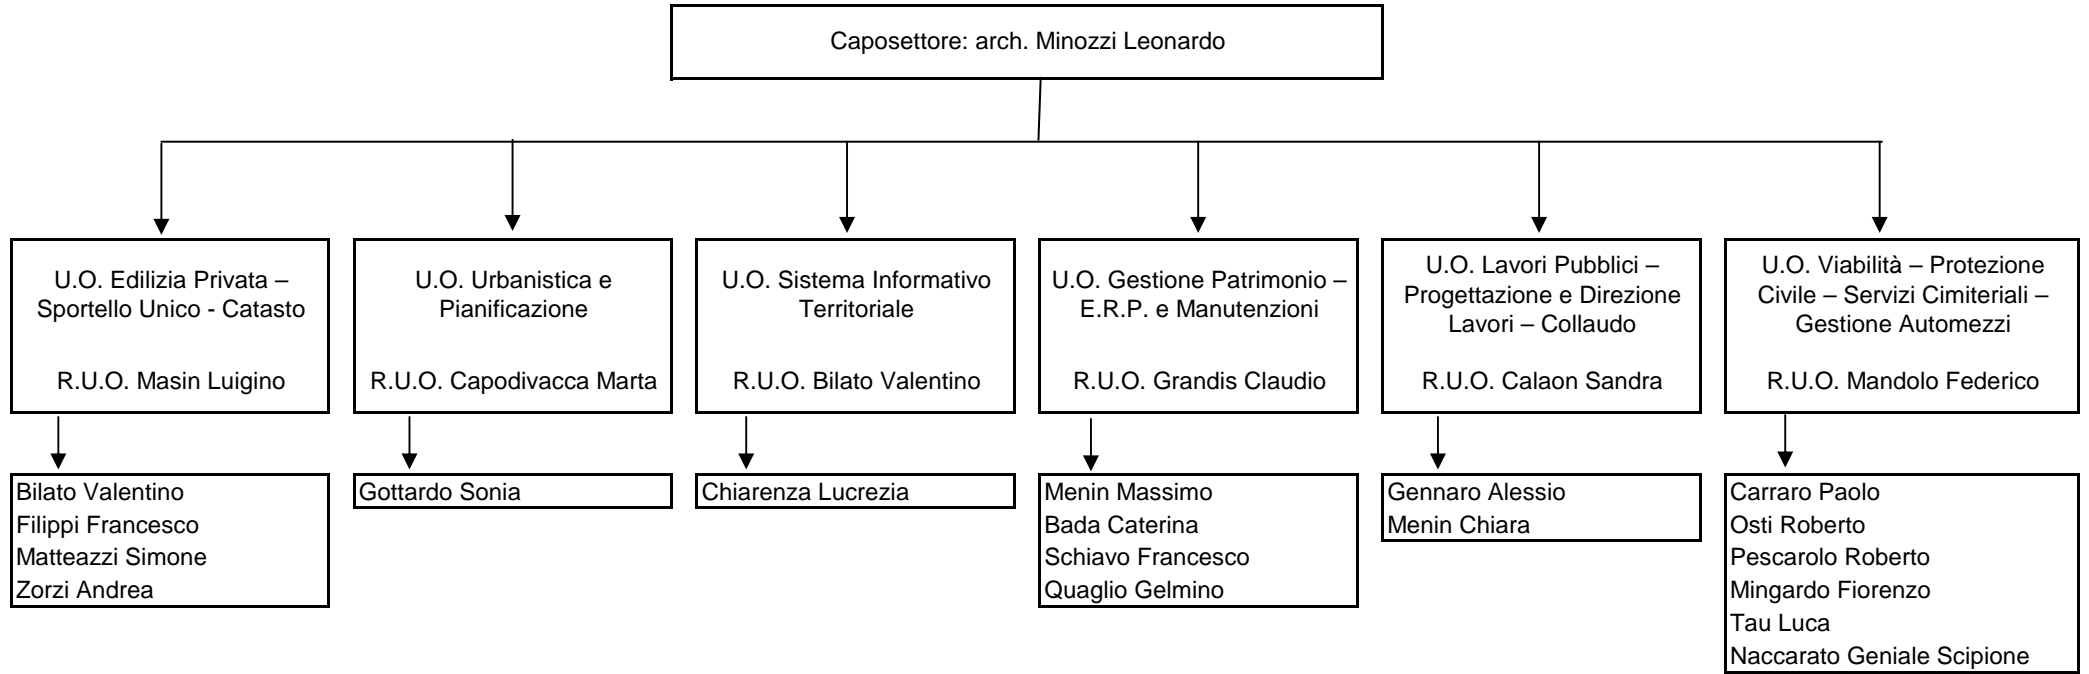 Caposettore: arch. Minozzi Leonardo
U.O. Edilizia Privata –
Sportello Unico - Catasto
R.U.O. Masin Luigino
U.O. Urbanistica e
Pianificazione
R.U.O. Capodivacca Marta
U.O. Sistema Informativo
Territoriale
R.U.O. Bilato Valentino
U.O. Gestione Patrimonio –
E.R.P. e Manutenzioni
R.U.O. Grandis Claudio
U.O. Lavori Pubblici –
Progettazione e Direzione
Lavori – Collaudo
R.U.O. Calaon Sandra
U.O. Viabilità – Protezione
Civile – Servizi Cimiteriali –
Gestione Automezzi
R.U.O. Mandolo Federico
Bilato Valentino
Filippi Francesco
Matteazzi Simone
Zorzi Andrea
Gottardo Sonia
Chiarenza Lucrezia
Menin Massimo
Bada Caterina
Schiavo Francesco
Quaglio Gelmino
Gennaro Alessio
Menin Chiara
Carraro Paolo
Osti Roberto
Pescarolo Roberto
Mingardo Fiorenzo
Tau Luca
Naccarato Geniale Scipione